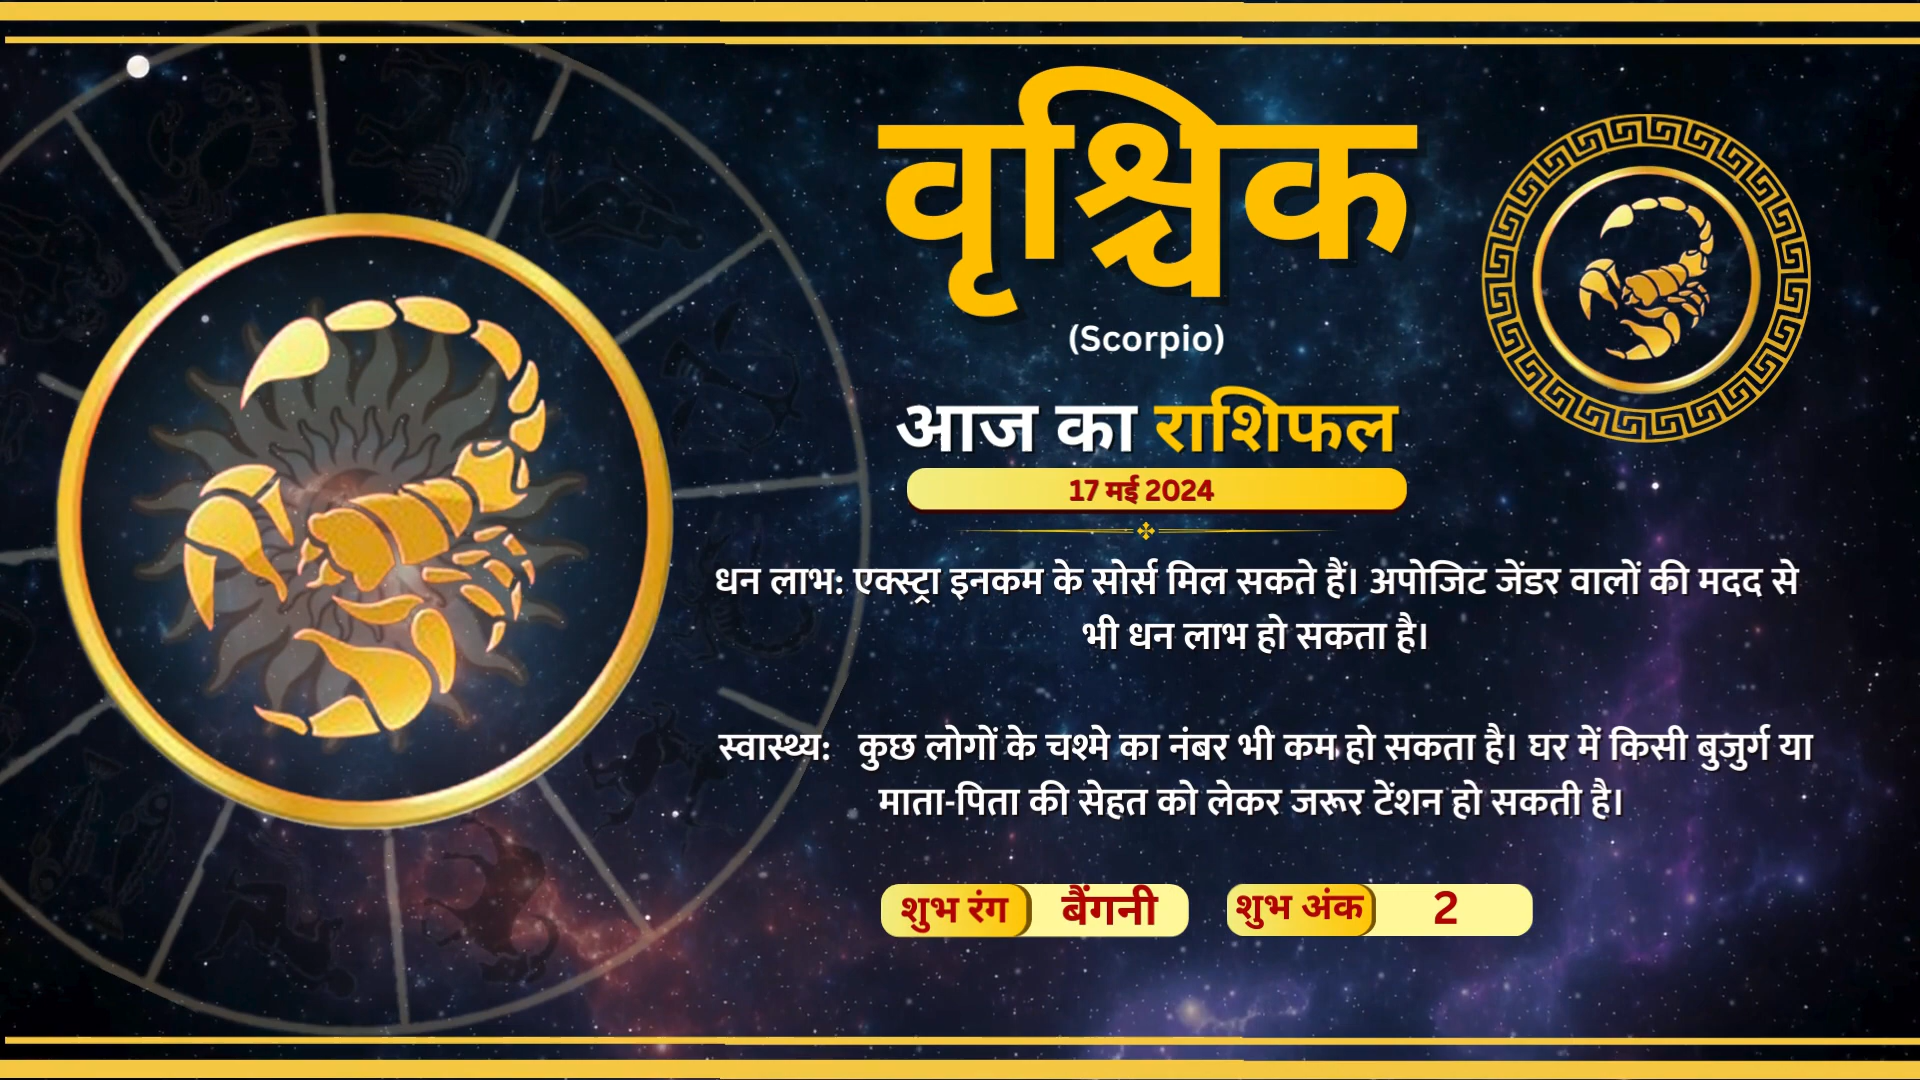 वृश्चिक
(Scorpio)
आज का राशिफल
17 मई 2024
धन लाभ: एक्स्ट्रा इनकम के सोर्स मिल सकते हैं। अपोजिट जेंडर वालों की मदद से
भी धन लाभ हो सकता है।
स्वास्थ्य: कुछ लोगों के चश्मे का नंबर भी कम हो सकता है। घर में किसी बुजुर्ग या
माता-पिता की सेहत को लेकर जरूर टेंशन हो सकती है।
शुभ रंग बैंगनी शुभ अंक 2